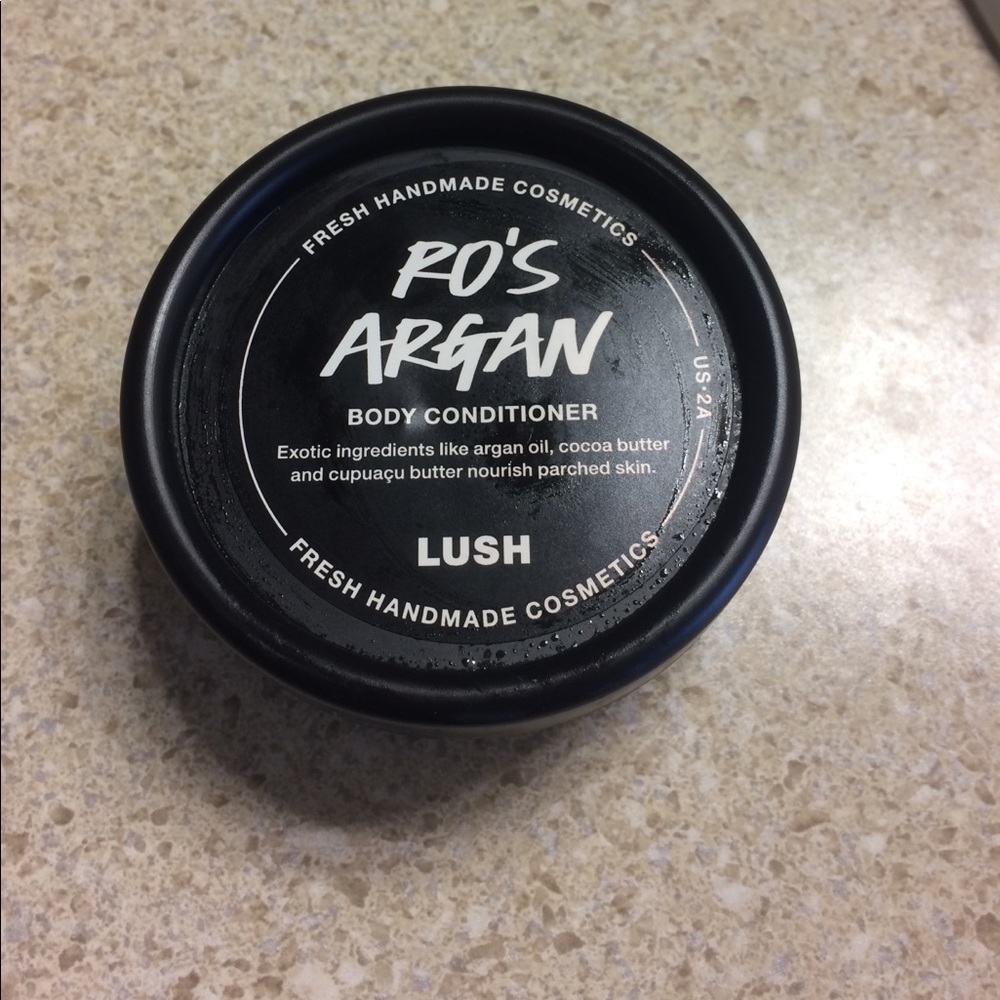 FRESH HANDMADE COSMETICS
RO'S
ARGAN
BODY CONDITIONER
Exotic ingredients like argan oil, cocoa butter
and cupuaçu butter nourish parched skin.
US·2A
LUSH
FRESH HANDMADE COSMETICS